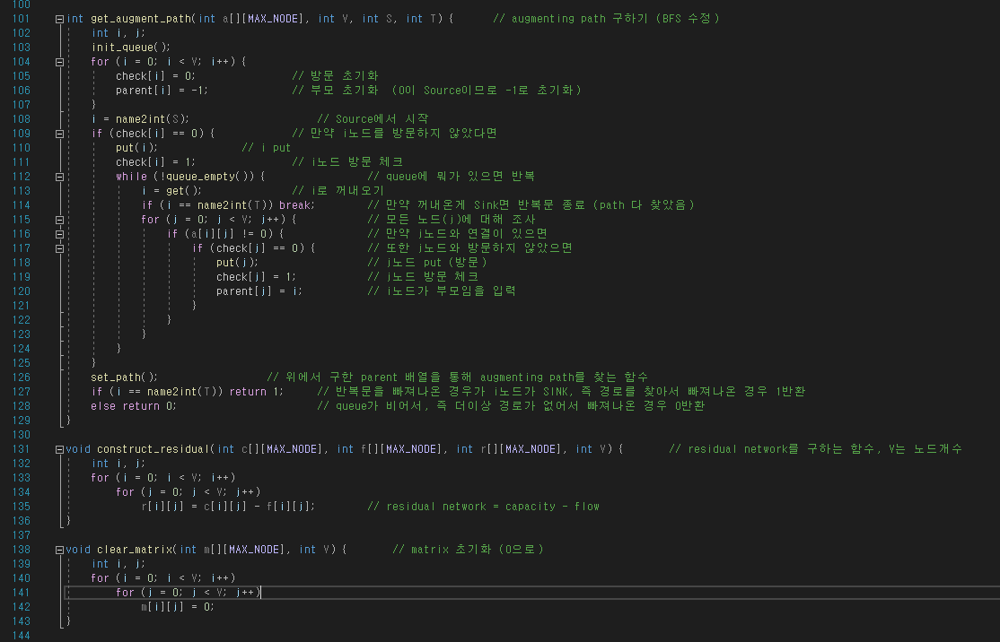 100
101 int get_augment_path(int a[][MAX_NODE], int V, int S, int T) { // augmenting path 구하기 (BFS 수정)
102 int i, j;
103 init_queue();
104 for (i = 0; i < V; i++) {
105 check[i] = 0; // 방문 초기화
106 parent[i] = -1; // 부모 초기화 (0이 Source이므로 -1로 초기화)
107 }
108 i = name2int(S); // Source에서 시작
109 if (check[i] == 0) { // 만약 i노드를 방문하지 않았다면
110 put(i); // i put
111 check[i] = 1; // i노드 방문 체크
112 while (!queue_empty()) { // queue에 뭐가 있으면 반복
113 i = get(); // i로 꺼내오기
114 if (i == name2int(T)) break; // 만약 꺼내온게 Sink면 반복문 종료 (path 다 찾았음)
115 for (j = 0; j < V; j++) { // 모든 노드(j)에 대해 조사
116 if (a[i][j] != 0) { // 만약 j노드와 연결이 있으면
117 if (check[j] == 0) { // 또한 j노드와 방문하지 않았으면
118 put(j); // j노드 put (방문)
119 check[j] = 1; // j노드 방문 체크
120 parent[j] = i; // i노드가 부모임을 입력
121 }
122 }
123 }
124 }
125 }
126 set_path(); // 위에서 구한 parent 배열을 통해 augmenting path를 찾는 함수
127 if (i == name2int(T)) return 1; // 반복문을 빠져나온 경우가 i노드가 SINK, 즉 경로를 찾아서 빠져나온 경우 1반환
128 else return 0; // queue가 비어서, 즉 더이상 경로가 없어서 빠져나온 경우 0반환
129 }
130
131 void construct_residual(int c[][MAX_NODE], int f[][MAX_NODE], int r[][MAX_NODE], int V) { // residual network를 구하는 함수, V는 노드개수
132 int i, j;
133 for (i = 0; i < V; i++)
134 for (j = 0; j < V; j++)
135 r[i][j] = c[i][j] - f[i][j]; // residual network = capacity - flow
136 }
137
138 void clear_matrix(int m[][MAX_NODE], int V) { // matrix 초기화 (0으로)
139 int i, j;
140 for (i = 0; i < V; i++)
141 for (j = 0; j < V; j++)
142 m[i][j] = 0;
143 }
144